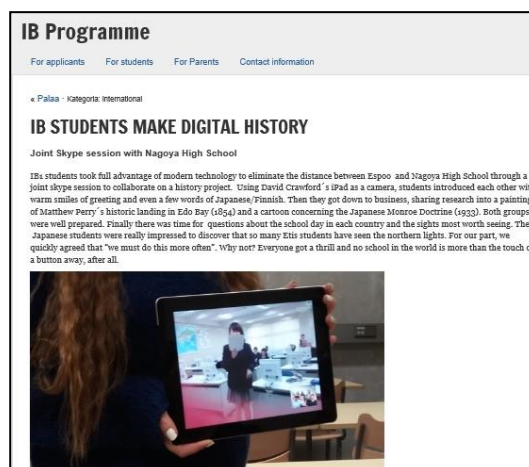 IB Programme
For applicants For students For Parents Contact information
« Palaa - Kategoria: International
IB STUDENTS MAKE DIGITAL HISTORY
Joint Skype session with Nagoya High School
IB1 students took full advantage of modern technology to eliminate the distance between Espoo and Nagoya High School through a
joint skype session to collaborate on a history project. Using David Crawford´s iPad as a camera, students introduced each other wit
warm smiles of greeting and even a few words of Japanese/Finnish. Then they got down to business, sharing research into a painting
of Matthew Perry´s historic landing in Edo Bay (1854) and a cartoon concerning the Japanese Monroe Doctrine (1933). Both groups
were well prepared. Finally there was time for questions about the school day in each country and the sights most worth seeing. The
Japanese students were really impressed to discover that so many Etis students have seen the northern lights. For our part, we
quickly agreed that "we must do this more often". Why not? Everyone got a thrill and no school in the world is more than the touch o
a button away, after all.